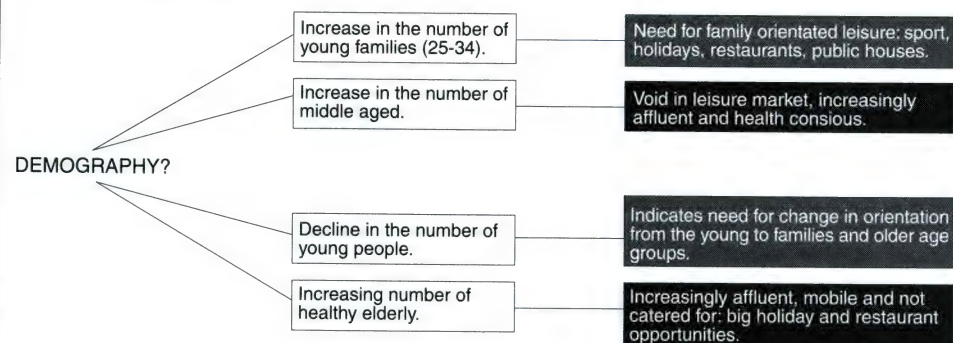 Increase in the number of
young families (25-34).
Need for family orientated leisure: sport,
holidays, restaurants, public houses.
Increase in the number of
middle aged.
Void in leisure market, increasingly
affluent and health consious.
DEMOGRAPHY?
Decline in the number of
young people.
Indicates need for change in orientation
from the young to families and older age
groups.
Increasing number of
healthy elderly.
Increasingly affluent, mobile and not
catered for: big holiday and restaurant
opportunities.